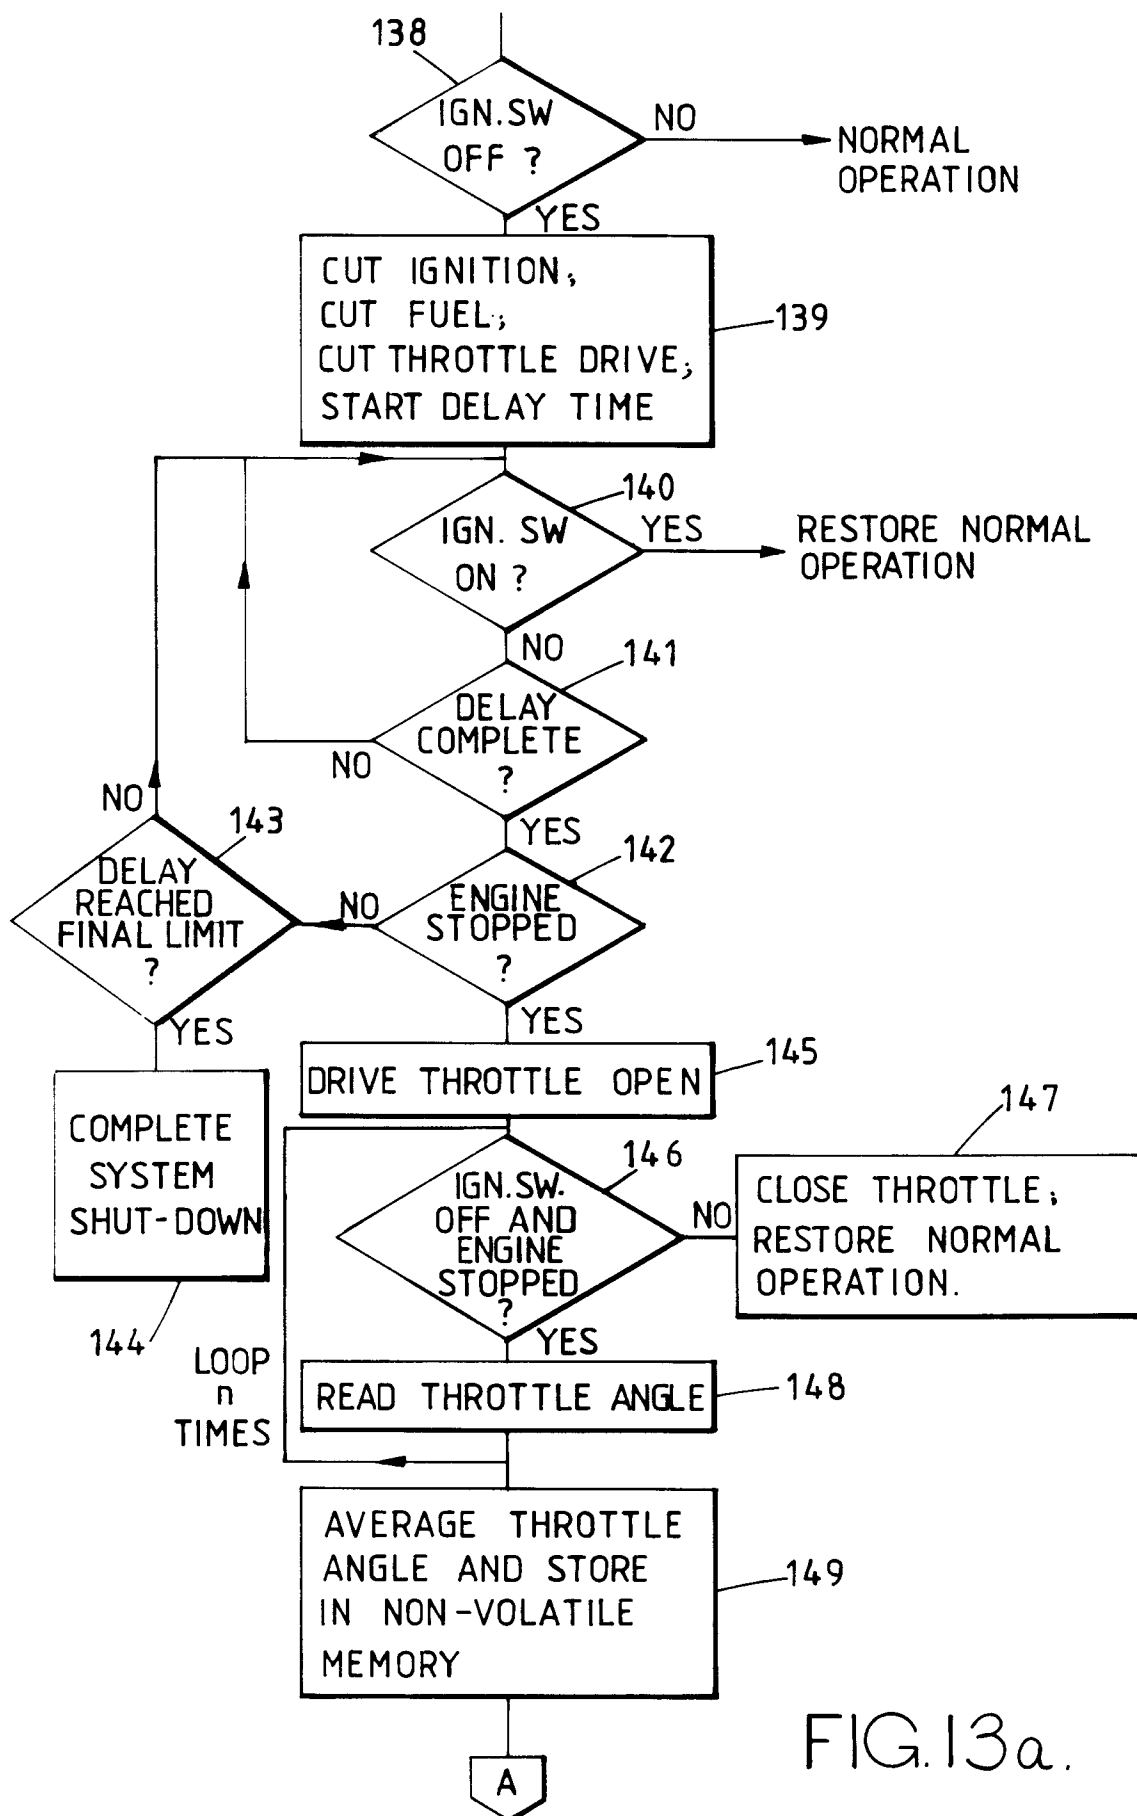 138
IGN.SW
OFF ?
NO
NORMAL
OPERATION
YES
CUT IGNITION;
CUT FUEL;
CUT THROTTLE DRIVE;
START DELAY TIME
139
140
IGN. SW
ON ?
YES
RESTORE NORMAL
OPERATION
NO
141
DELAY
COMPLETE
?
NO
YES
142
ENGINE
STOPPED
?
NO
143
DELAY
REACHED
FINAL LIMIT
?
NO
YES
COMPLETE
SYSTEM
SHUT-DOWN
144
YES
DRIVE THROTTLE OPEN
145
146
IGN.SW.
OFF AND
ENGINE
STOPPED
?
NO
147
CLOSE THROTTLE;
RESTORE NORMAL
OPERATION.
YES
LOOP
n
TIMES
READ THROTTLE ANGLE
148
AVERAGE THROTTLE
ANGLE AND STORE
IN NON-VOLATILE
MEMORY
149
A
FIG.13a.